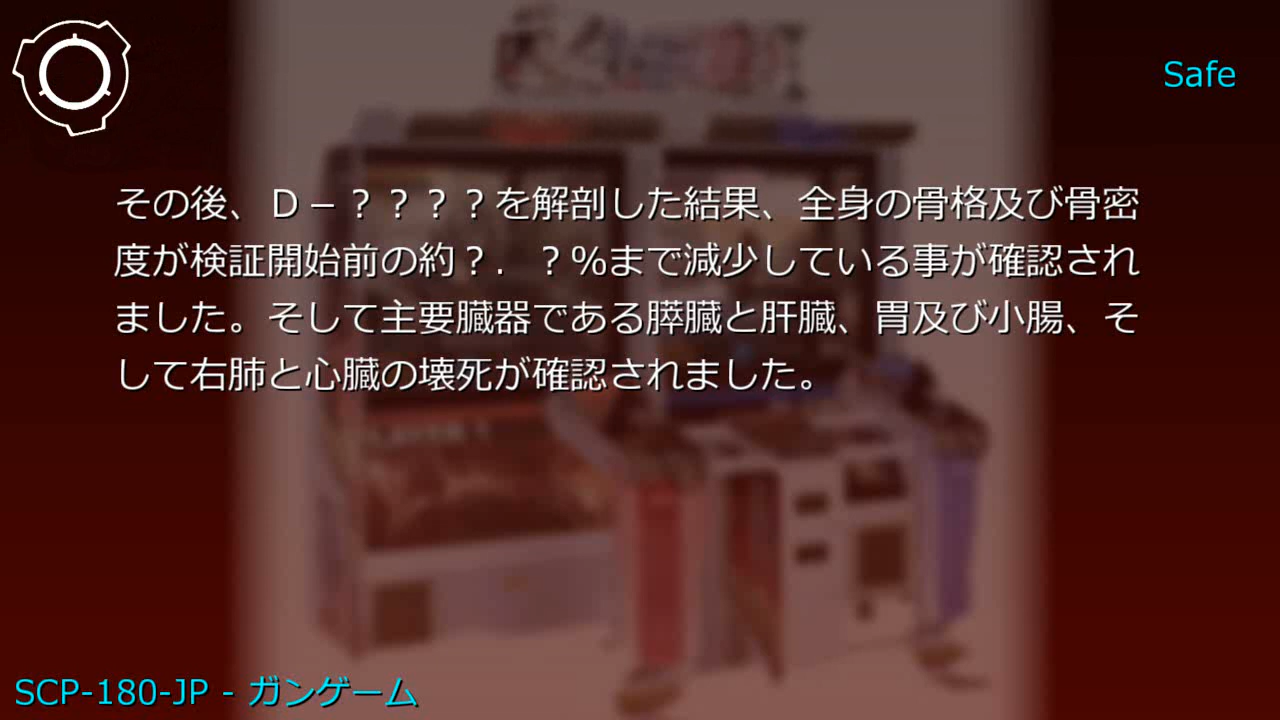 Safe
その後、Ｄ－？？？？を解剖した結果、全身の骨格及び骨密
度が検証開始前の約？．？％まで減少している事が確認され
ました。そして主要臓器である膵臓と肝臓、胃及び小腸、そ
して右肺と心臓の壊死が確認されました。
SCP-180-JP - ガンゲーム